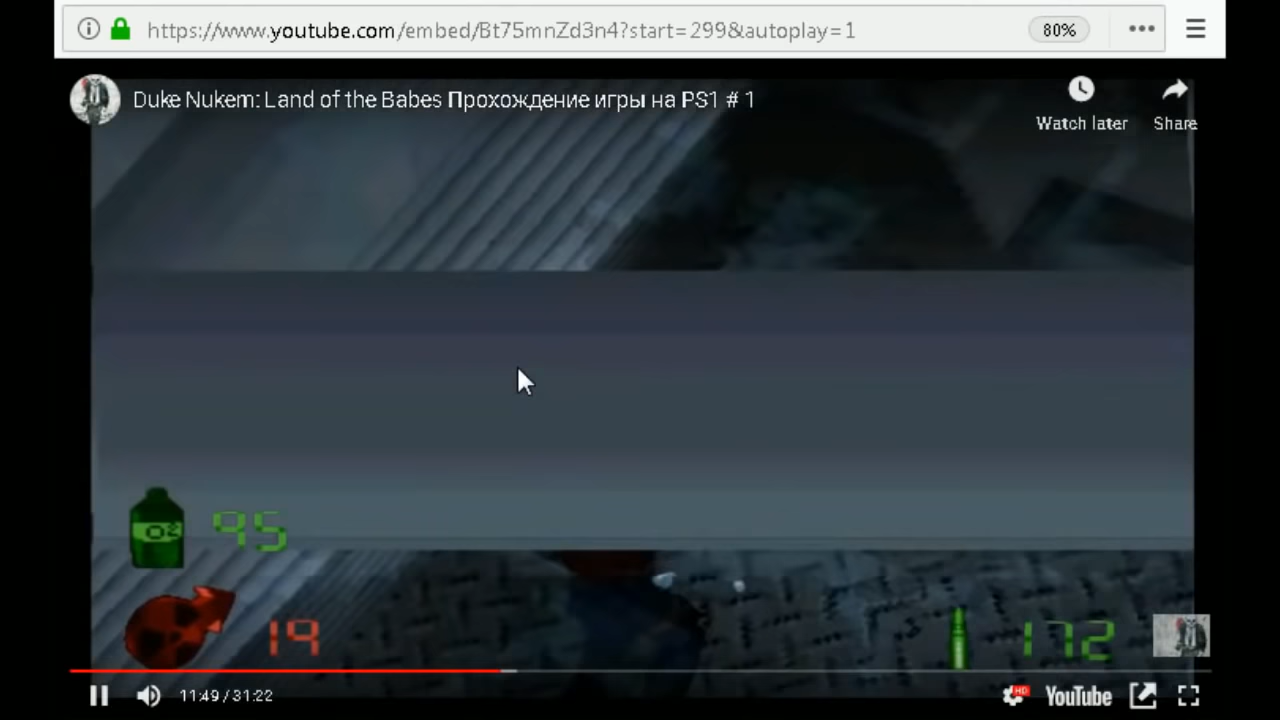 https://www.youtube.com/embed/Bt75mnZd3n4?start=299&autoplay=1
80%
Duke Nukem: Land of the Babes Прохождение игры на PS1 # 1
Watch later
Share
O2
95
19
172
11:49 / 31:22
HD
YouTube